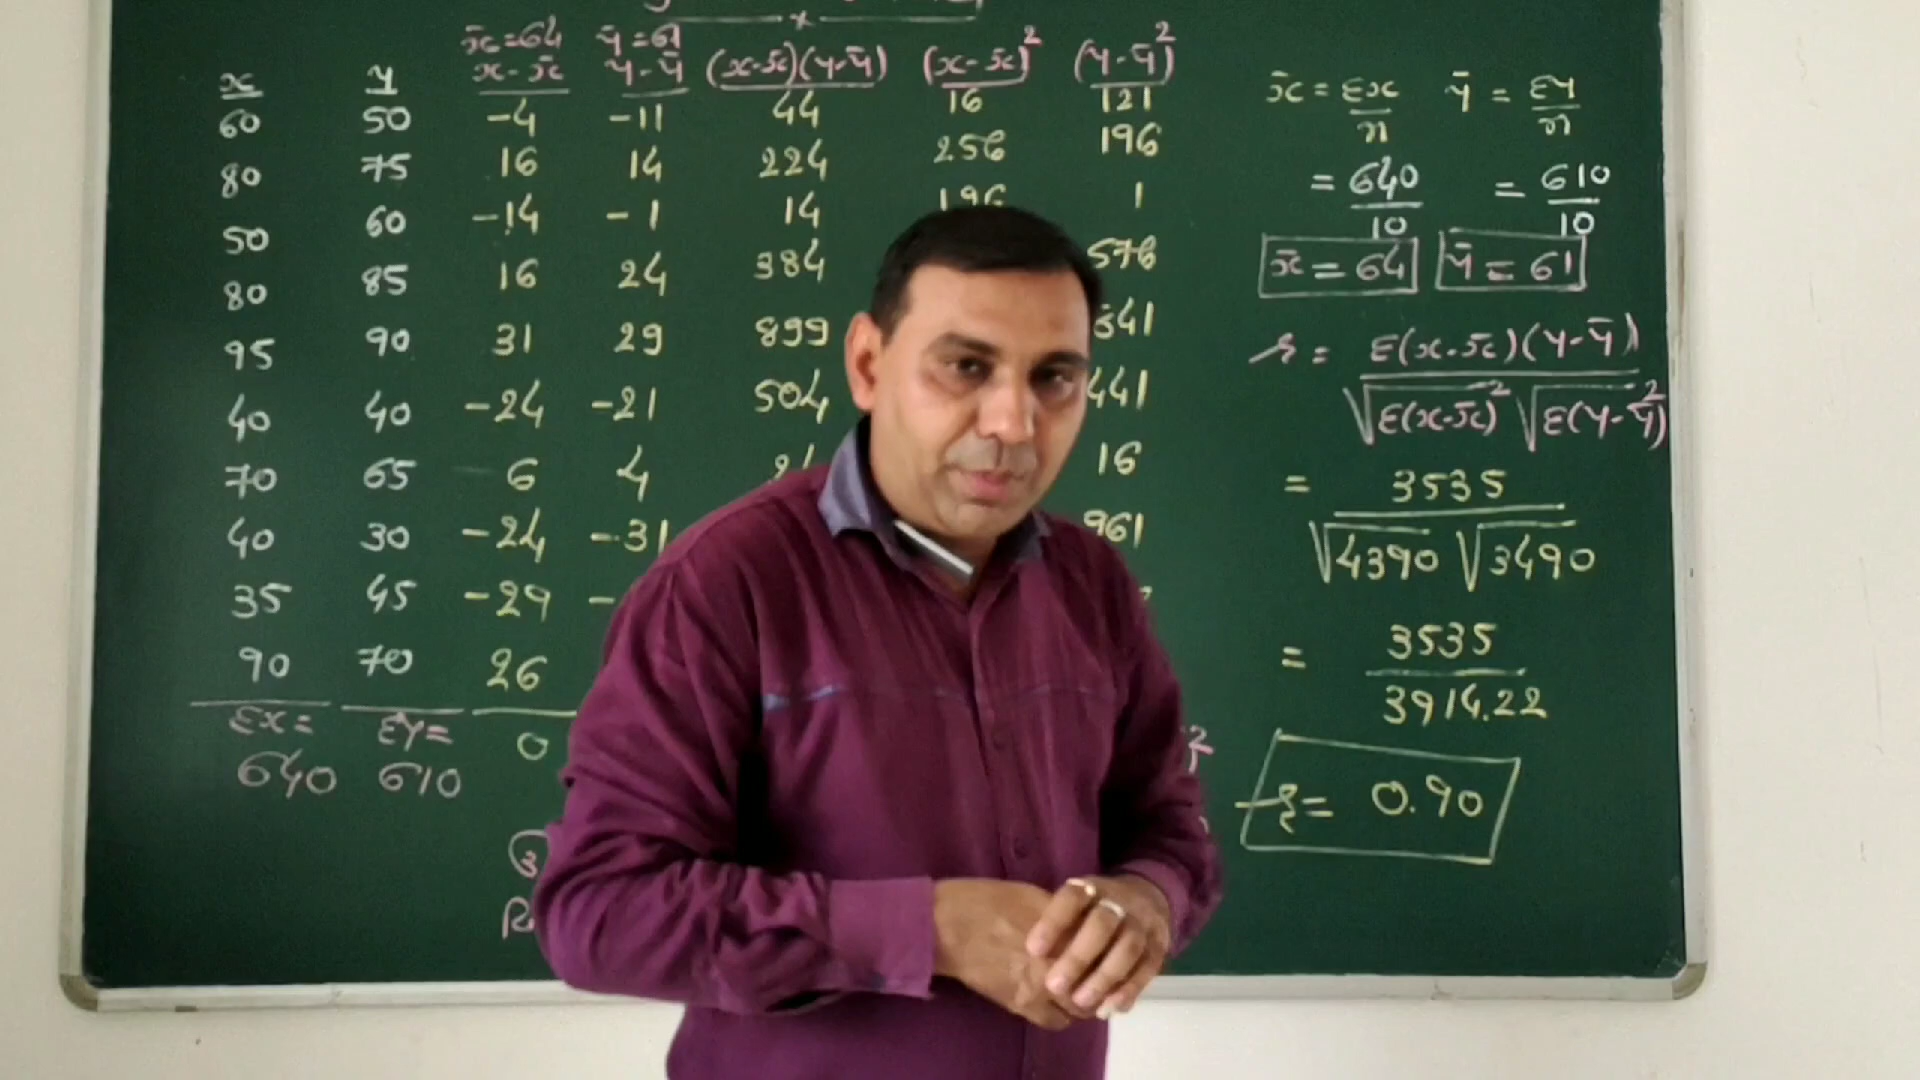 x̄=64 ȳ=61
x y x-x̄ y-ȳ (x-x̄)(y-ȳ) (x-x̄)² (y-ȳ)²
60 50 -4 -11 44 16 121
80 75 16 14 224 256 196
50 60 -14 -1 14 196 1
80 85 16 24 384 576
95 90 31 29 899 341
40 40 -24 -21 504 441
70 65 6 4 16
40 30 -24 -31 961
35 45 -29 -
90 70 26
Σx= Σy= 0
640 610
x̄ = Σx/n ȳ = Σy/n
= 640/10 = 610/10
x̄ = 64 ȳ = 61
r = Σ(x-x̄)(y-ȳ) / √Σ(x-x̄)² √Σ(y-ȳ)²
= 3535 / √4390 √3490
= 3535 / 3914.22
r = 0.90